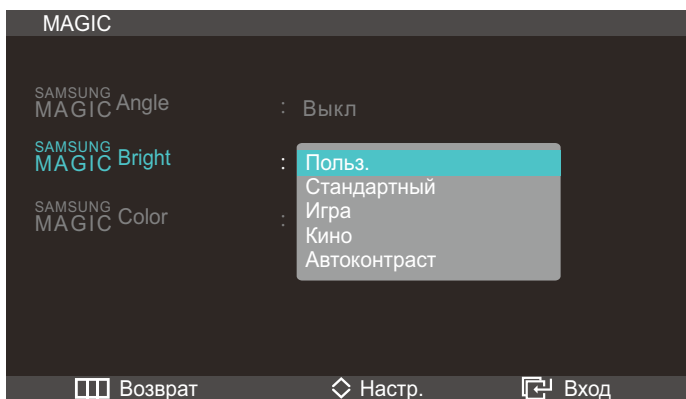 MAGIC
SAMSUNG
MAGIC Angle : Выкл
SAMSUNG
MAGIC Bright : Польз.
Стандартный
Игра
SAMSUNG
MAGIC Color :
Кино
Автоконтраст
Возврат Настр. Вход